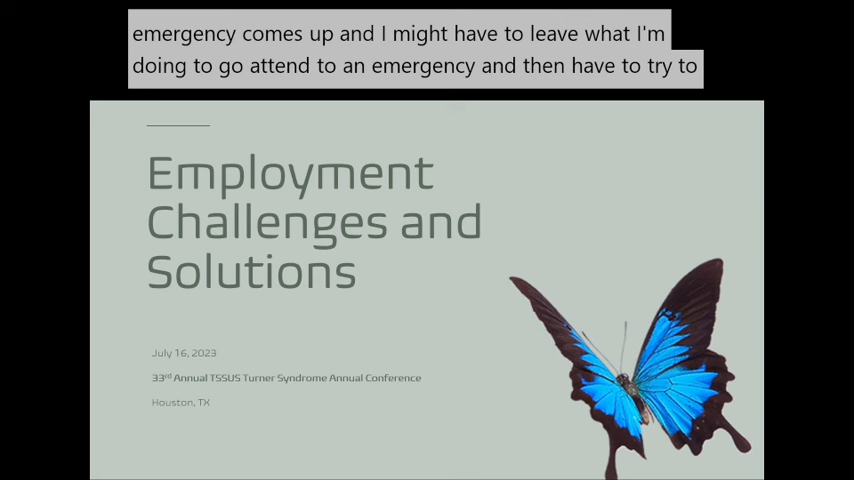 emergency comes up and I might have to leave what I'm
doing to go attend to an emergency and then have to try to
Employment
Challenges and
Solutions
July 16, 2023
33rd Annual TSSUS Turner Syndrome Annual Conference
Houston, TX